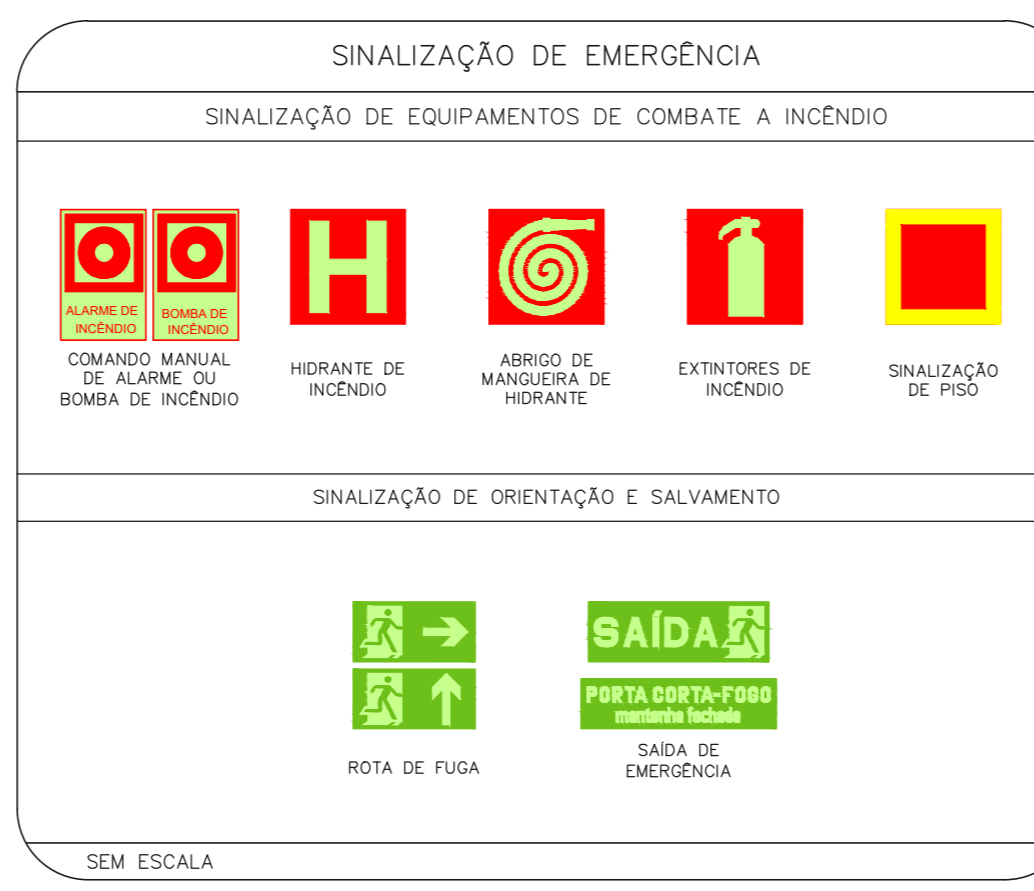 SINALIZAÇÃO DE EMERGÊNCIA
SINALIZAÇÃO DE EQUIPAMENTOS DE COMBATE A INCÊNDIO
ALARME DE
INCÊNDIO
BOMBA DE
INCÊNDIO
COMANDO MANUAL
DE ALARME OU
BOMBA DE INCÊNDIO
H
HIDRANTE DE
INCÊNDIO
ABRIGO DE
MANGUEIRA DE
HIDRANTE
EXTINTORES DE
INCÊNDIO
SINALIZAÇÃO
DE PISO
SINALIZAÇÃO DE ORIENTAÇÃO E SALVAMENTO
ROTA DE FUGA
SAÍDA
PORTA CORTA-FOGO
mantenha fechada
SAÍDA DE
EMERGÊNCIA
SEM ESCALA